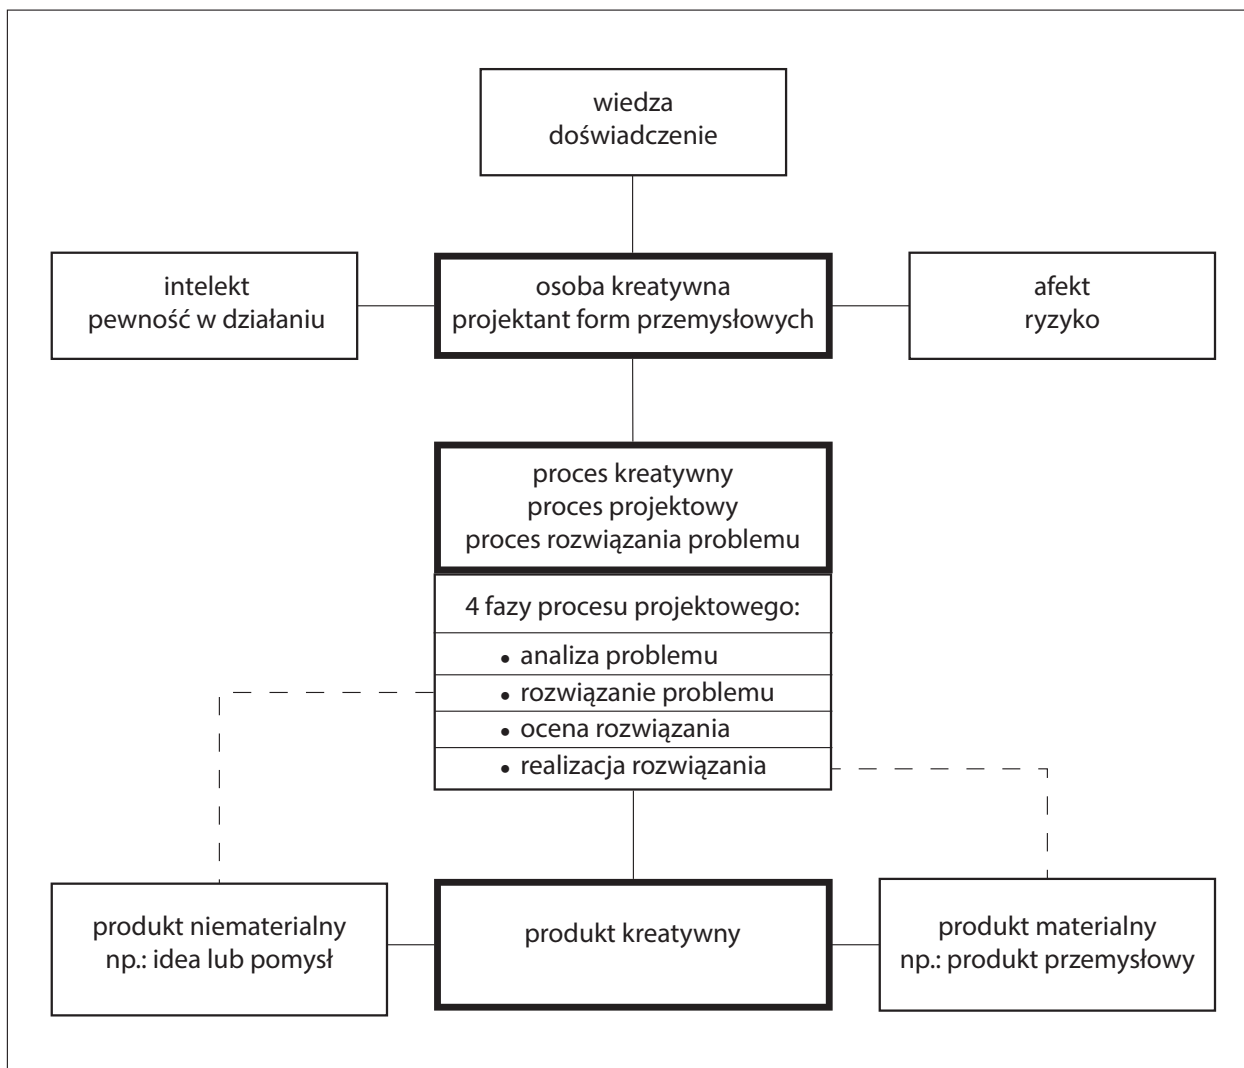 wiedza
doświadczenie
intelekt
pewność w działaniu
osoba kreatywna
projektant form przemysłowych
afekt
ryzyko
proces kreatywny
proces projektowy
proces rozwiązania problemu
4 fazy procesu projektowego:
• analiza problemu
• rozwiązanie problemu
• ocena rozwiązania
• realizacja rozwiązania
produkt niematerialny
np.: idea lub pomysł
produkt kreatywny
produkt materialny
np.: produkt przemysłowy